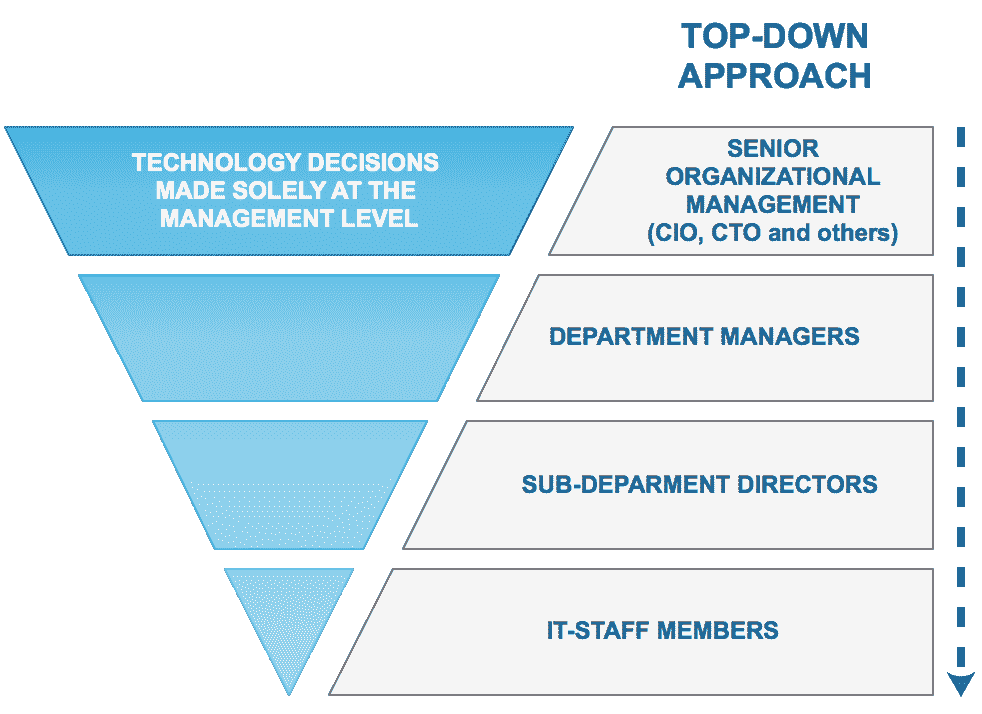 TOP-DOWN
APPROACH
TECHNOLOGY DECISIONS
MADE SOLELY AT THE
MANAGEMENT LEVEL
SENIOR
ORGANIZATIONAL
MANAGEMENT
(CIO, CTO and others)
DEPARTMENT MANAGERS
SUB-DEPARMENT DIRECTORS
IT-STAFF MEMBERS